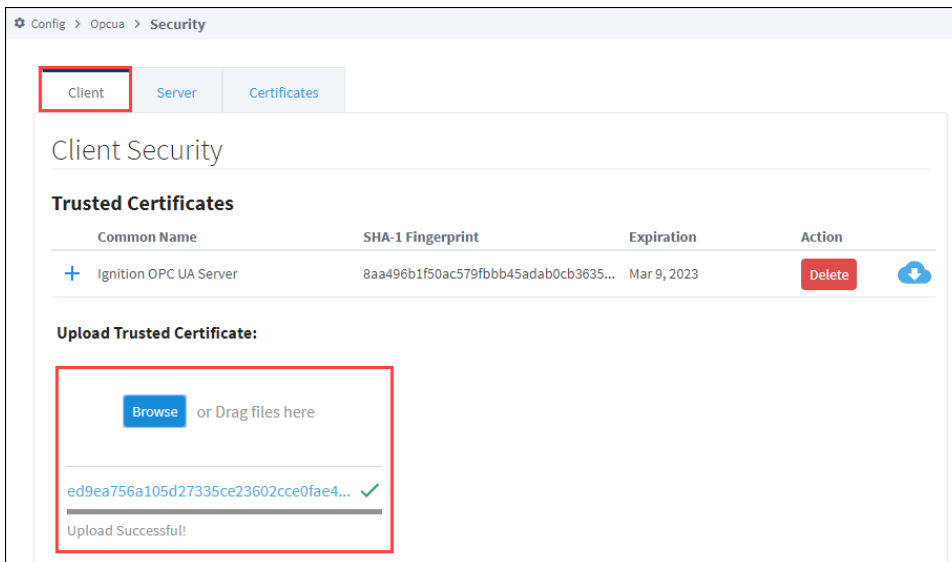 Config > Opcua > Security
Client Server Certificates
Client Security
Trusted Certificates
Common Name SHA-1 Fingerprint Expiration Action
Ignition OPC UA Server 8aa496b1f50ac579fbbb45adab0cb3635... Mar 9, 2023 Delete
Upload Trusted Certificate:
Browse or Drag files here
ed9ea756a105d27335ce23602cce0fae4...
Upload Successful!